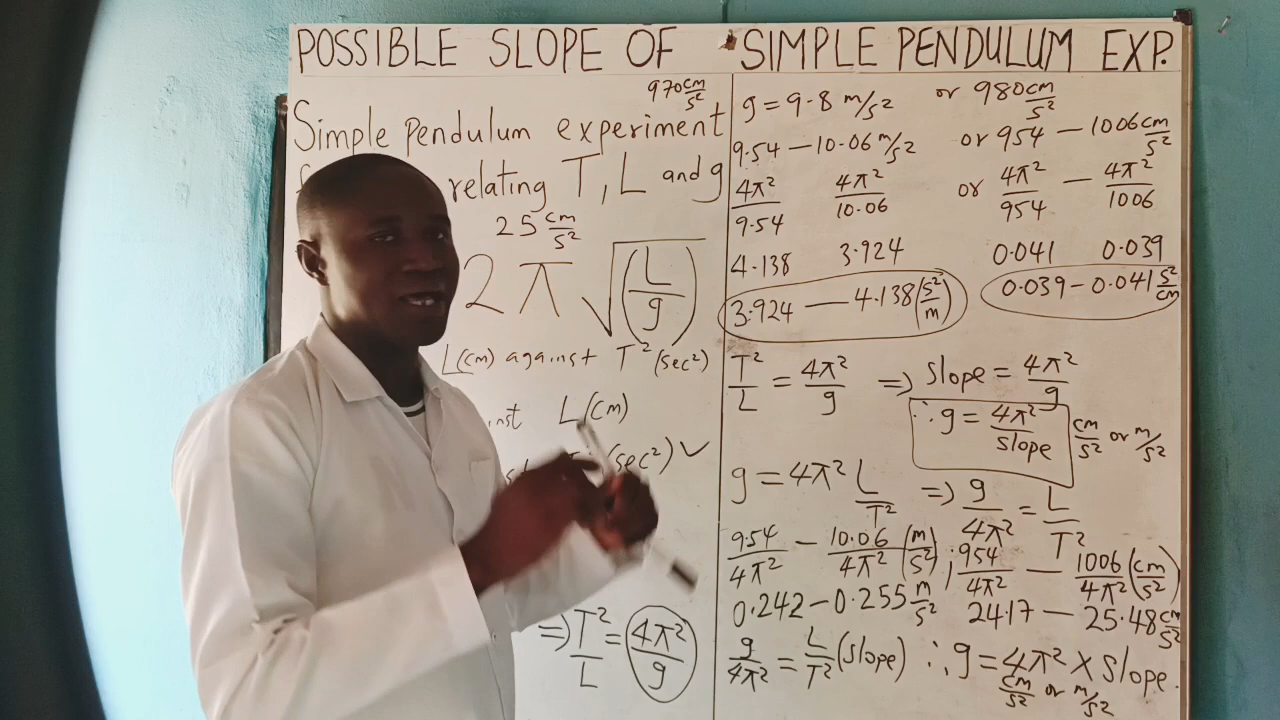 POSSIBLE SLOPE OF SIMPLE PENDULUM EXP.
970 cm/s²
Simple pendulum experiment
relating T, L and g
25 cm/s²
2π √(L/g)
L(cm) against T²(sec²)
L(cm)
(sec²) ✓
⇒ T²/L = 4π²/g
g = 9.8 m/s² or 980 cm/s²
9.54 — 10.06 m/s² or 954 — 1006 cm/s²
4π²/9.54 4π²/10.06 or 4π²/954 — 4π²/1006
4.138 3.924 0.041 0.039
3.924 — 4.138 (s²/m) 0.039 – 0.041 s²/cm
T²/L = 4π²/g ⇒ slope = 4π²/g
∴ g = 4π²/slope cm/s² or m/s²
g = 4π² L/T² ⇒ g/4π² = L/T²
9.54/4π² — 10.06/4π² (m/s²) ; 954/4π² — 1006/4π² (cm/s²)
0.242 – 0.255 m/s² 24.17 — 25.48 cm/s²
g/4π² = L/T² (slope) ∴ g = 4π² × slope.
cm/s² or m/s²